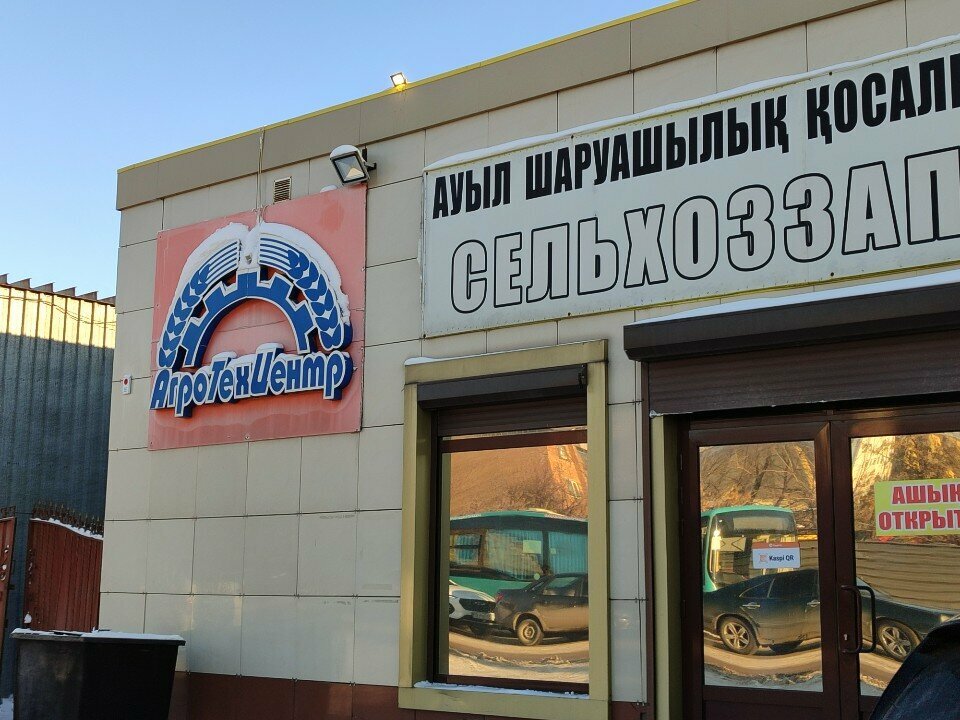 АУЫЛ ШАРУАШЫЛЫҚ ҚОСАЛ
СЕЛЬХОЗЗАП
АгроТехЦентр
АШЫҚ
ОТКРЫТ
Kaspi QR